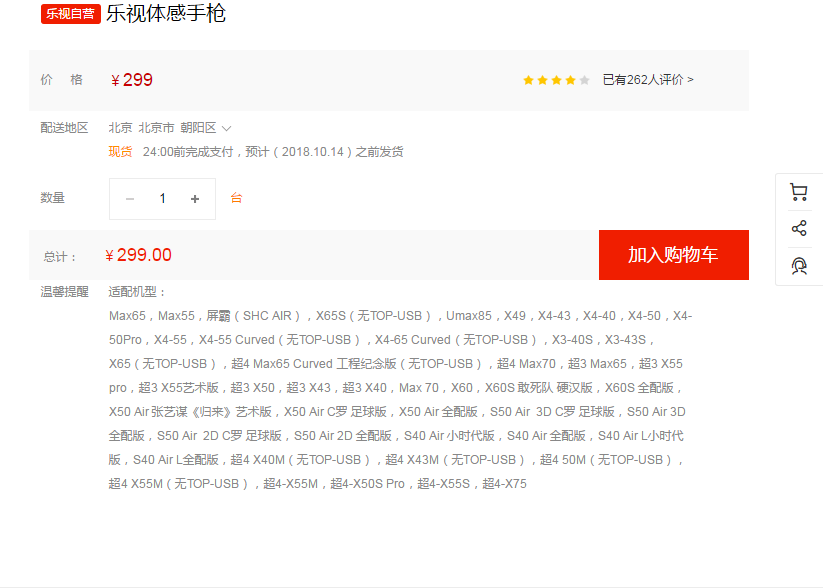 乐视自营 乐视体感手枪
价 格 ¥ 299 已有262人评价 >
配送地区 北京 北京市 朝阳区
现货 24:00前完成支付，预计（2018.10.14）之前发货
数量 − 1 + 台
总计： ¥ 299.00 加入购物车
温馨提醒 适配机型：
Max65，Max55，屏霸（SHC AIR），X65S（无TOP-USB），Umax85，X49，X4-43，X4-40，X4-50，X4-
50Pro，X4-55，X4-55 Curved（无TOP-USB），X4-65 Curved（无TOP-USB），X3-40S，X3-43S，
X65（无TOP-USB），超4 Max65 Curved 工程纪念版（无TOP-USB），超4 Max70，超3 Max65，超3 X55
pro，超3 X55艺术版，超3 X50，超3 X43，超3 X40，Max 70，X60，X60S 敢死队 硬汉版，X60S 全配版，
X50 Air 张艺谋《归来》艺术版，X50 Air C罗 足球版，X50 Air 全配版，S50 Air 3D C罗 足球版，S50 Air 3D
全配版，S50 Air 2D C罗 足球版，S50 Air 2D 全配版，S40 Air 小时代版，S40 Air 全配版，S40 Air L小时代
版，S40 Air L全配版，超4 X40M（无TOP-USB），超4 X43M（无TOP-USB），超4 50M（无TOP-USB），
超4 X55M（无TOP-USB），超4-X55M，超4-X50S Pro，超4-X55S，超4-X75